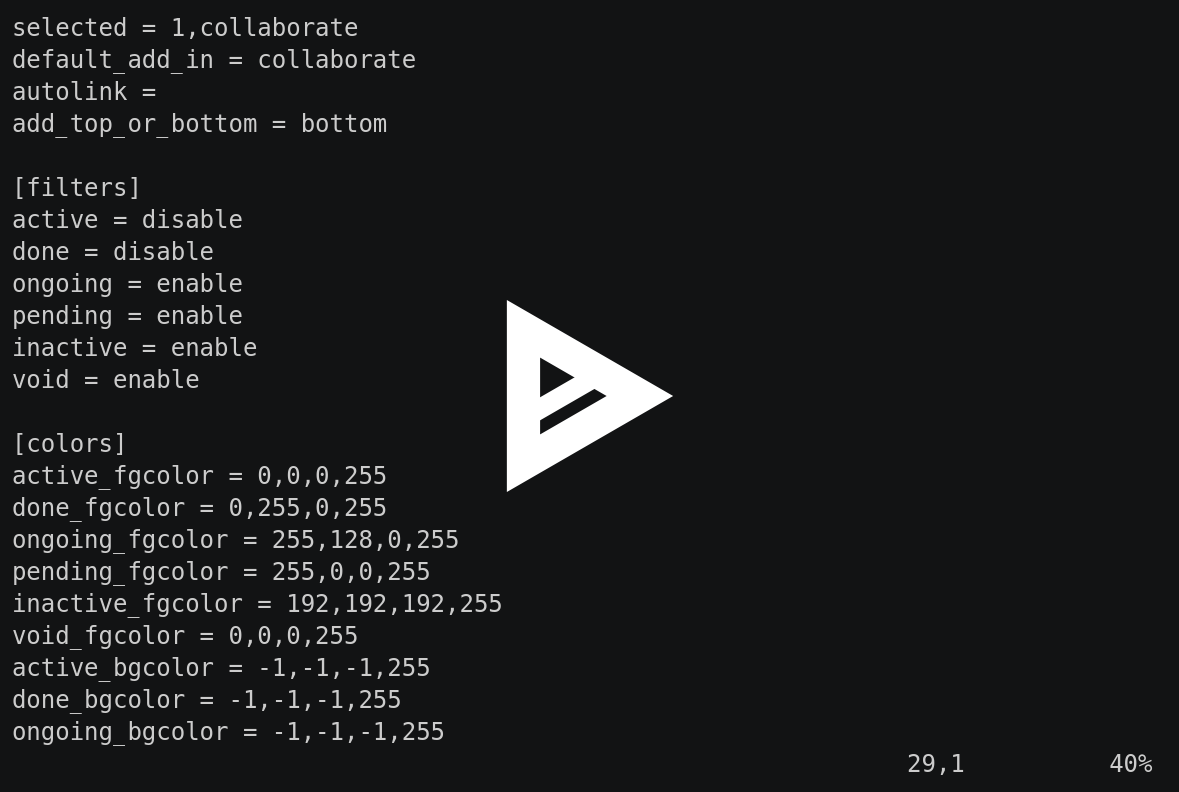 selected = 1,collaborate
default_add_in = collaborate
autolink =
add_top_or_bottom = bottom
[filters]
active = disable
done = disable
ongoing = enable
pending = enable
inactive = enable
void = enable
[colors]
active_fgcolor = 0,0,0,255
done_fgcolor = 0,255,0,255
ongoing_fgcolor = 255,128,0,255
pending_fgcolor = 255,0,0,255
inactive_fgcolor = 192,192,192,255
void_fgcolor = 0,0,0,255
active_bgcolor = -1,-1,-1,255
done_bgcolor = -1,-1,-1,255
ongoing_bgcolor = -1,-1,-1,255
29,1 40%